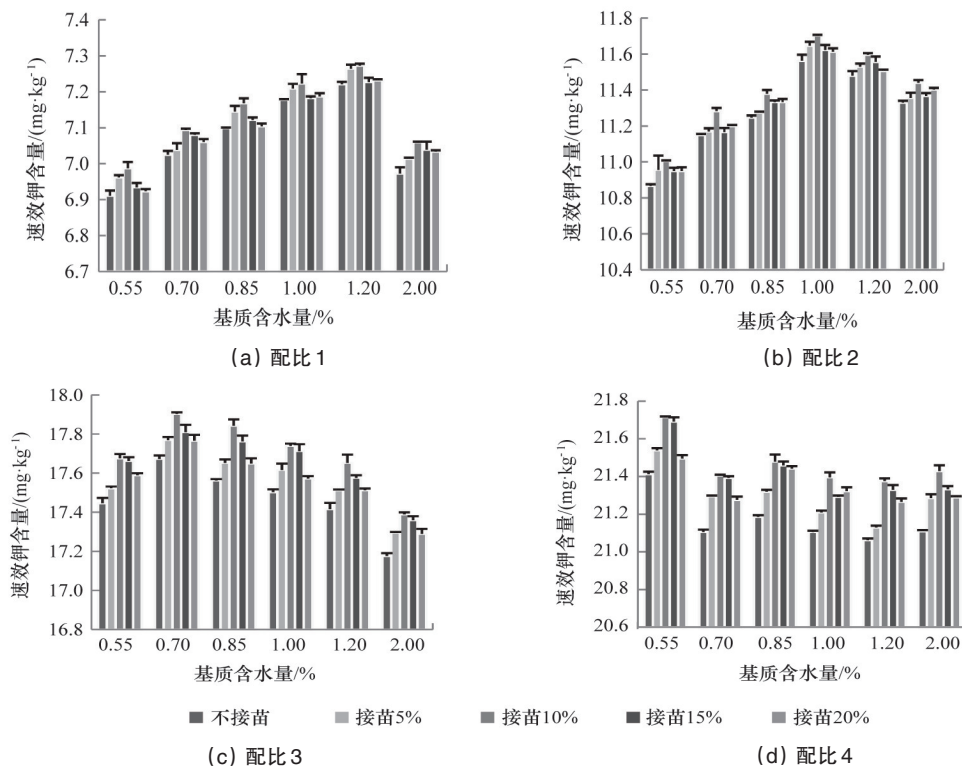 7.4
7.3
7.2
7.1
7.0
6.9
6.8
6.7
速效钾含量/(mg·kg⁻¹)
0.55 0.70 0.85 1.00 1.20 2.00
基质含水量/%
(a) 配比1
11.8
11.6
11.4
11.2
11.0
10.8
10.6
10.4
速效钾含量/(mg·kg⁻¹)
0.55 0.70 0.85 1.00 1.20 2.00
基质含水量/%
(b) 配比2
18.0
17.8
17.6
17.4
17.2
17.0
16.8
速效钾含量/(mg·kg⁻¹)
0.55 0.70 0.85 1.00 1.20 2.00
基质含水量/%
21.8
21.6
21.4
21.2
21.0
20.8
20.6
速效钾含量/(mg·kg⁻¹)
0.55 0.70 0.85 1.00 1.20 2.00
基质含水量/%
不接苗 接苗5% 接苗10% 接苗15% 接苗20%
(c) 配比3
(d) 配比4